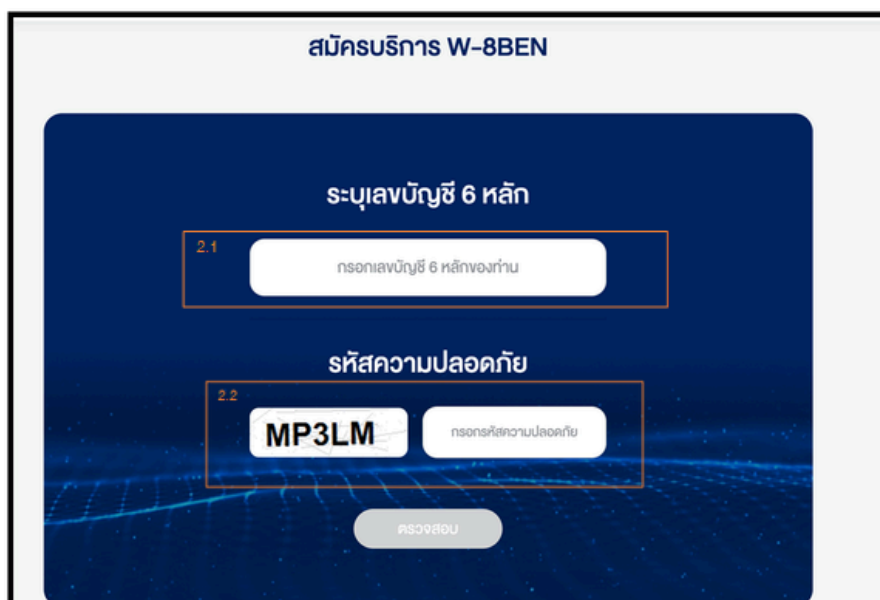 สมัครบริการ W-8BEN
ระบุเลขบัญชี 6 หลัก
2.1
กรอกเลขบัญชี 6 หลักของท่าน
รหัสความปลอดภัย
2.2
MP3LM
กรอกรหัสความปลอดภัย
ตรวจสอบ